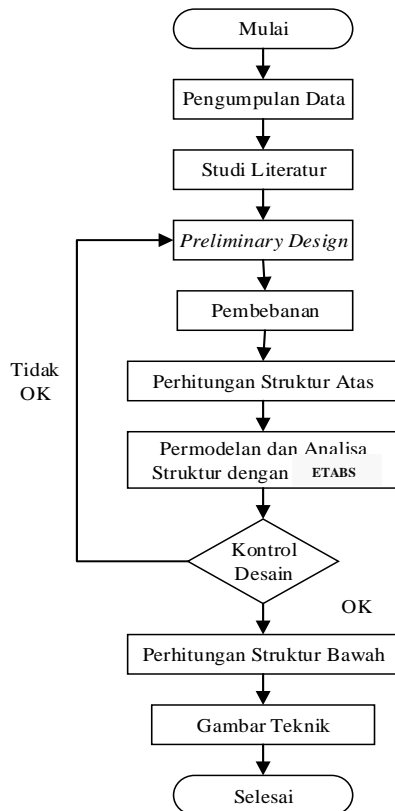 Mulai
Pengumpulan Data
Studi Literatur
Preliminary Design
Pembebanan
Tidak
OK
Perhitungan Struktur Atas
Permodelan dan Analisa
Struktur dengan ETABS
Kontrol
Desain
OK
Perhitungan Struktur Bawah
Gambar Teknik
Selesai